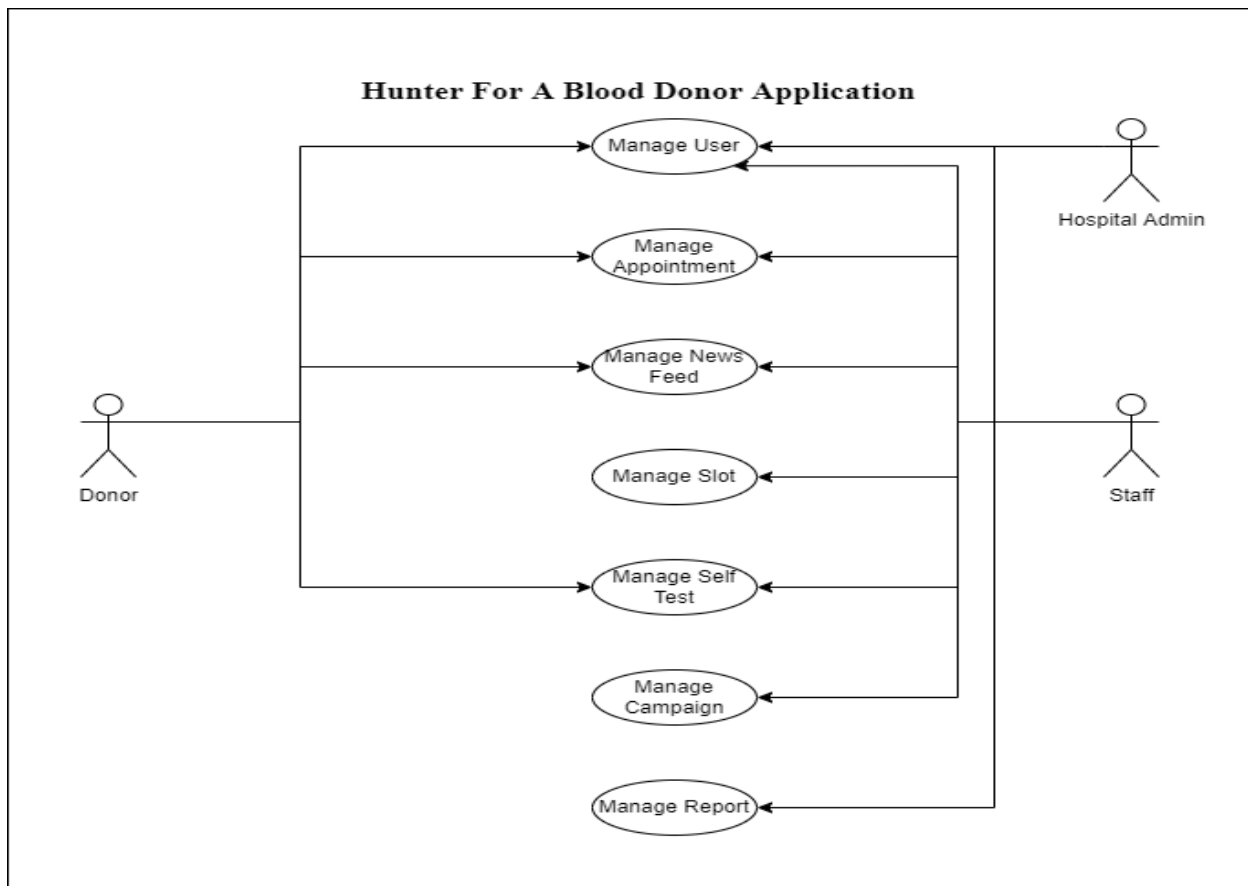 Hunter For A Blood Donor Application
Manage User
Hospital Admin
Manage
Appointment
Manage News
Feed
Donor
Manage Slot
Staff
Manage Self
Test
Manage
Campaign
Manage Report